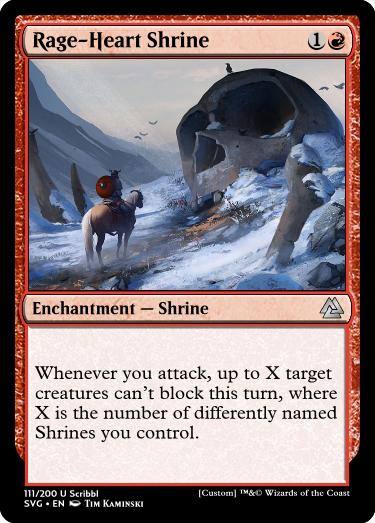 Rage-Heart Shrine 1
Enchantment — Shrine
Whenever you attack, up to X target
creatures can't block this turn, where
X is the number of differently named
Shrines you control.
111/200 U Scribbl [Custom] ™&© Wizards of the Coast
SVG • EN Tim Kaminski